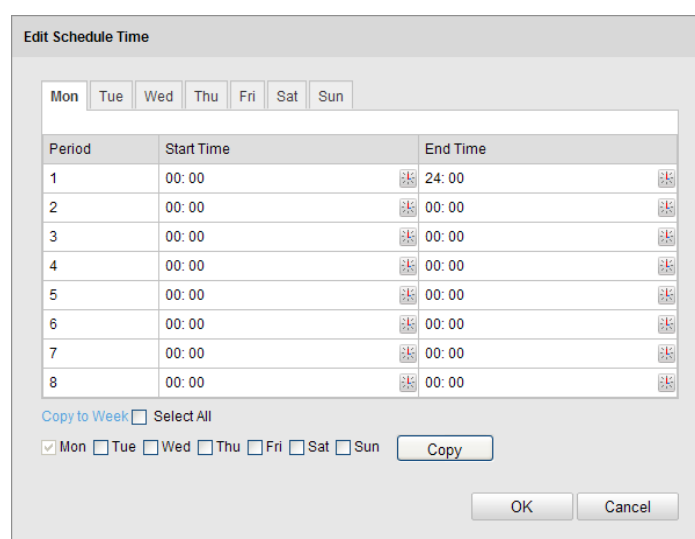 Edit Schedule Time
Mon Tue Wed Thu Fri Sat Sun
Period Start Time End Time
1 00: 00 24: 00
2 00: 00 00: 00
3 00: 00 00: 00
4 00: 00 00: 00
5 00: 00 00: 00
6 00: 00 00: 00
7 00: 00 00: 00
8 00: 00 00: 00
Copy to Week Select All
Mon Tue Wed Thu Fri Sat Sun Copy
OK Cancel